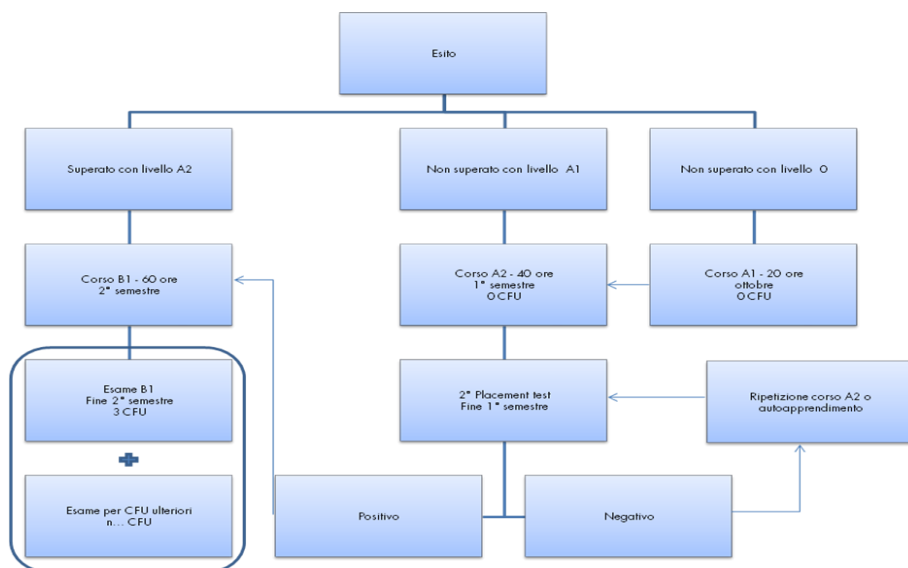 Esito
Superato con livello A2
Non superato con livello A1
Non superato con livello 0
Corso B1 - 60 ore
2° semestre
Corso A2 - 40 ore
1° semestre
0 CFU
Corso A1 - 20 ore
ottobre
0 CFU
Esame B1
Fine 2° semestre
3 CFU
2° Placement test
Fine 1° semestre
Ripetizione corso A2 o
autoapprendimento
Esame per CFU ulteriori
n... CFU
Positivo
Negativo